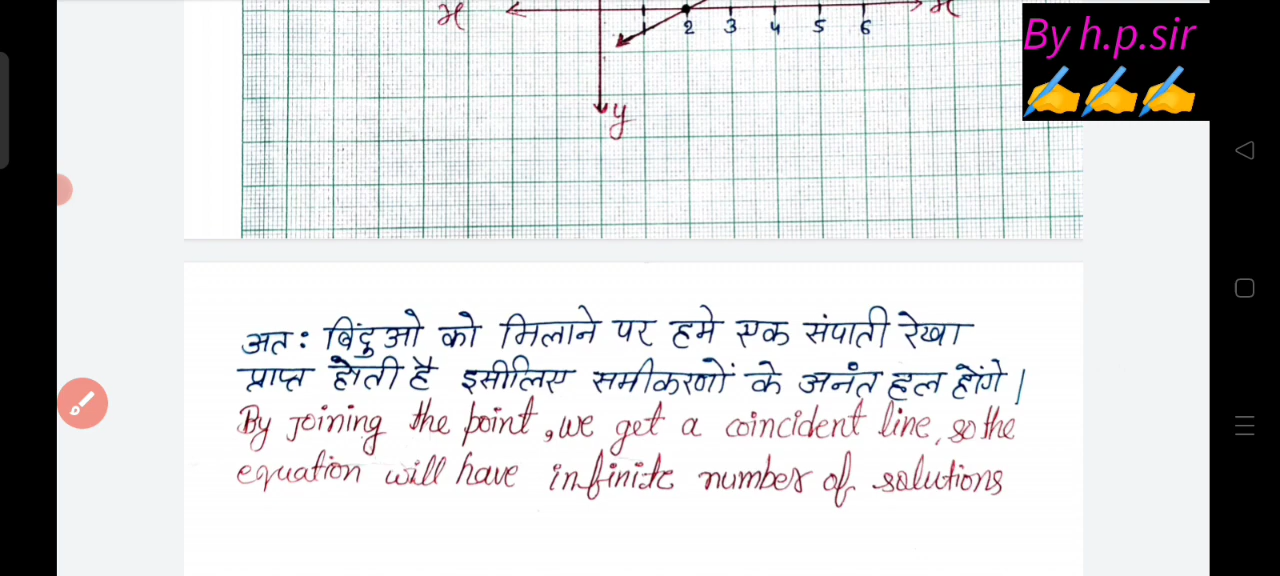 x x
1 2 3 4 5 6
y
By h.p.sir
अतः बिंदुओ को मिलाने पर हमे एक संपाती रेखा
प्राप्त होती है इसीलिए समीकरणों के अनंत हल होंगे।
By joining the point, we get a coincident line, so the
equation will have infinite number of solutions